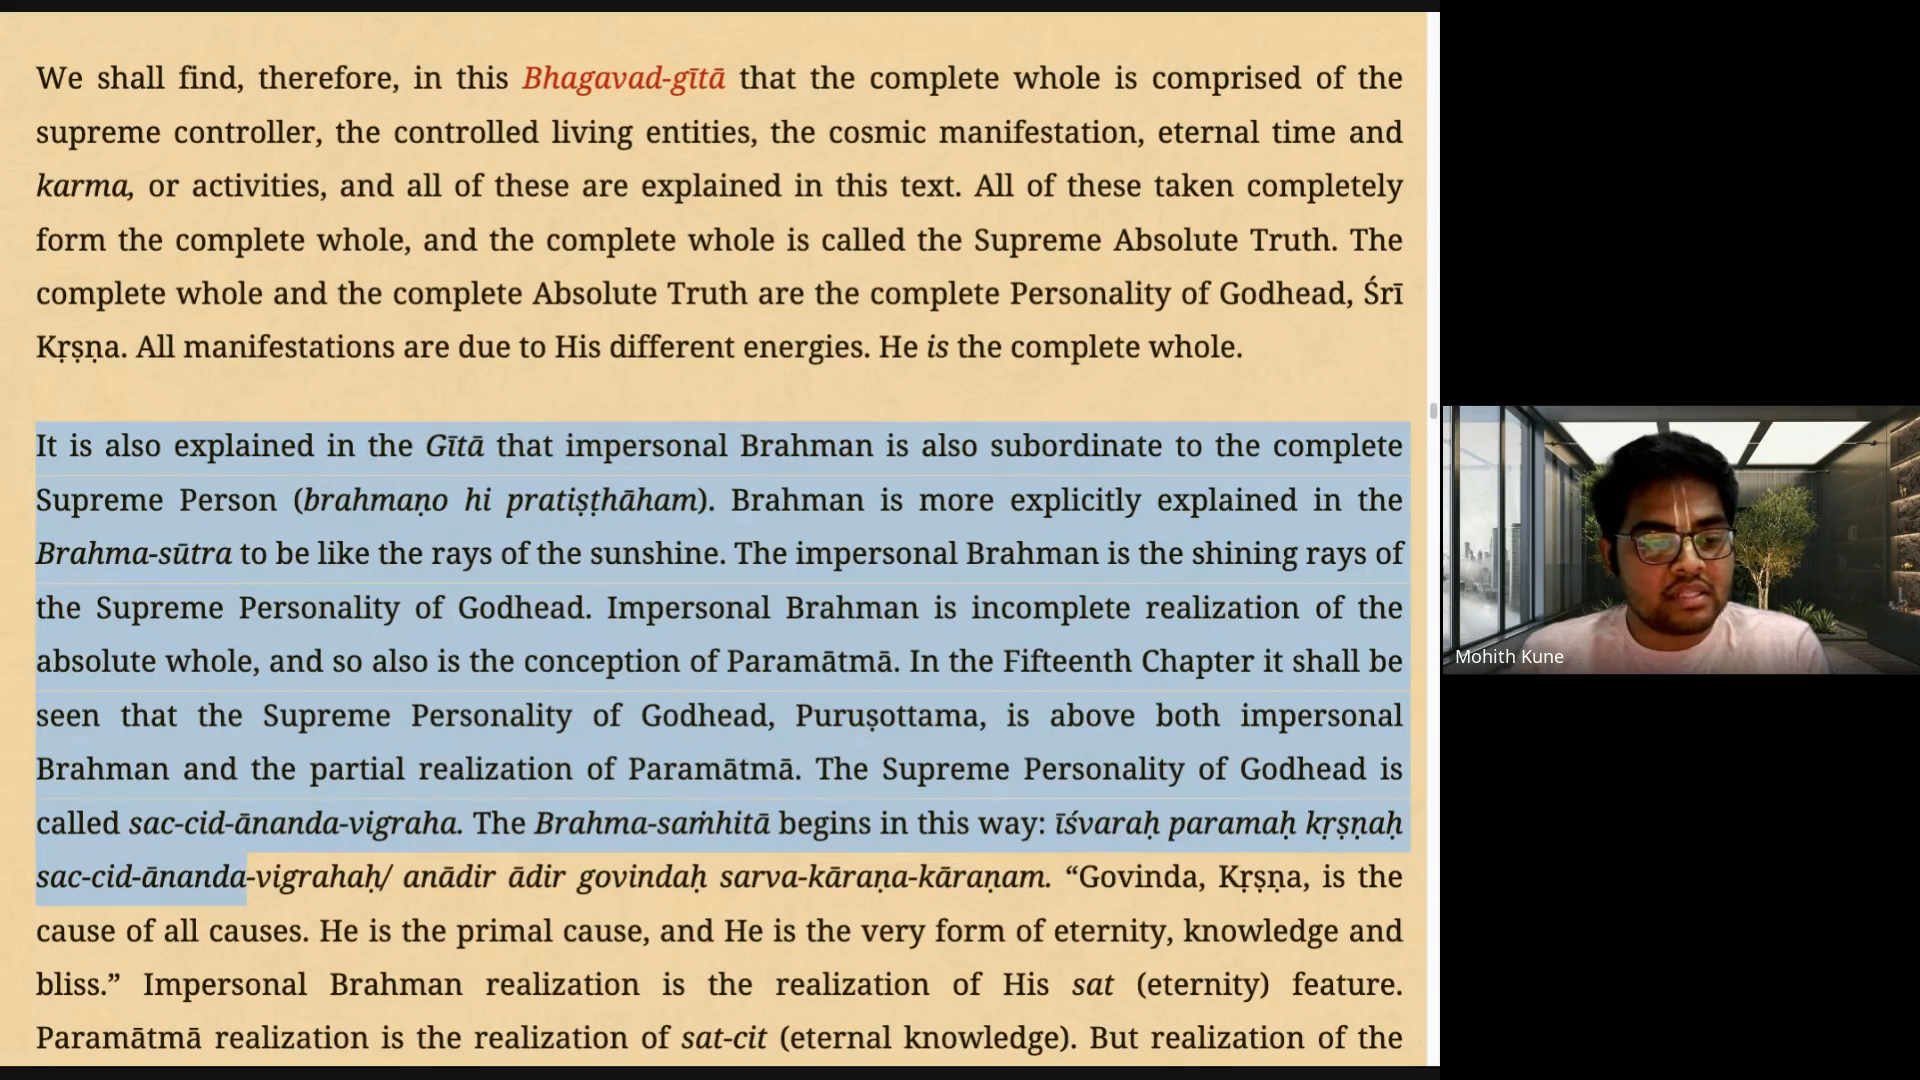 We shall find, therefore, in this Bhagavad-gītā that the complete whole is comprised of the
supreme controller, the controlled living entities, the cosmic manifestation, eternal time and
karma, or activities, and all of these are explained in this text. All of these taken completely
form the complete whole, and the complete whole is called the Supreme Absolute Truth. The
complete whole and the complete Absolute Truth are the complete Personality of Godhead, Śrī
Kṛṣṇa. All manifestations are due to His different energies. He is the complete whole.
It is also explained in the Gītā that impersonal Brahman is also subordinate to the complete
Supreme Person (brahmaṇo hi pratiṣṭhāham). Brahman is more explicitly explained in the
Brahma-sūtra to be like the rays of the sunshine. The impersonal Brahman is the shining rays of
the Supreme Personality of Godhead. Impersonal Brahman is incomplete realization of the
absolute whole, and so also is the conception of Paramātmā. In the Fifteenth Chapter it shall be
seen that the Supreme Personality of Godhead, Puruṣottama, is above both impersonal
Brahman and the partial realization of Paramātmā. The Supreme Personality of Godhead is
called sac-cid-ānanda-vigraha. The Brahma-saṁhitā begins in this way: īśvaraḥ paramaḥ kṛṣṇaḥ
sac-cid-ānanda-vigrahaḥ/ anādir ādir govindaḥ sarva-kāraṇa-kāraṇam. “Govinda, Kṛṣṇa, is the
cause of all causes. He is the primal cause, and He is the very form of eternity, knowledge and
bliss.” Impersonal Brahman realization is the realization of His sat (eternity) feature.
Paramātmā realization is the realization of sat-cit (eternal knowledge). But realization of the
Mohith Kune